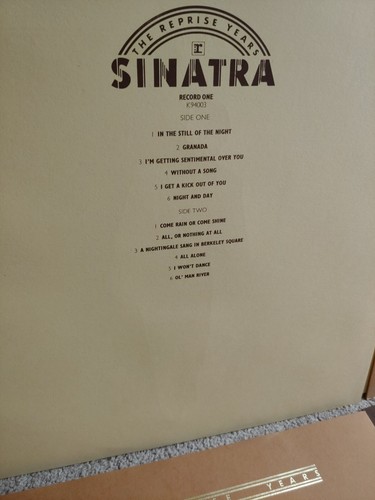 THE REPRISE YEARS
r
SINATRA
RECORD ONE
K94003
SIDE ONE
1 IN THE STILL OF THE NIGHT
2 GRANADA
3 I'M GETTING SENTIMENTAL OVER YOU
4 WITHOUT A SONG
5 I GET A KICK OUT OF YOU
6 NIGHT AND DAY
SIDE TWO
1 COME RAIN OR COME SHINE
2 ALL, OR NOTHING AT ALL
3 A NIGHTINGALE SANG IN BERKELEY SQUARE
4 ALL ALONE
5 I WON'T DANCE
6 OL' MAN RIVER
YEARS